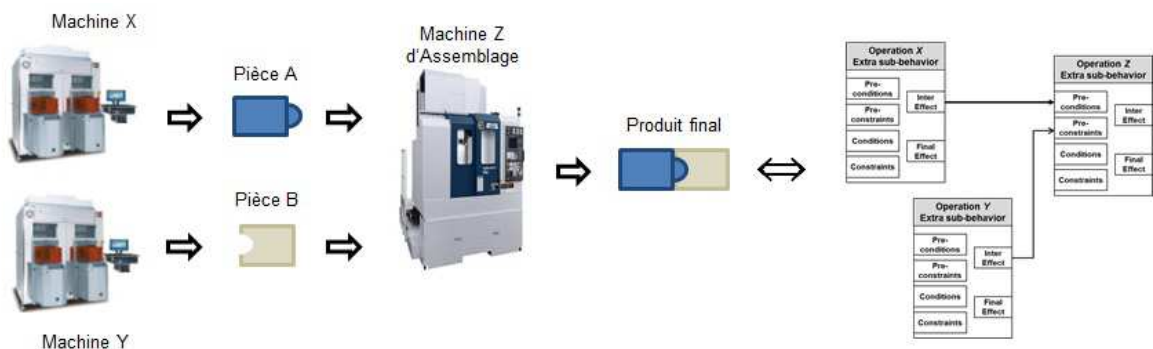 Machine X
Machine Y
Pièce A
Pièce B
Machine Z
d'Assemblage
Produit final
Operation X
Extra sub-behavior
Pre-
conditions
Pre-
constraints
Conditions
Constraints
Inter
Effect
Final
Effect
Operation Z
Extra sub-behavior
Pre-
conditions
Pre-
constraints
Conditions
Constraints
Inter
Effect
Final
Effect
Operation Y
Extra sub-behavior
Pre-
conditions
Pre-
constraints
Conditions
Constraints
Inter
Effect
Final
Effect